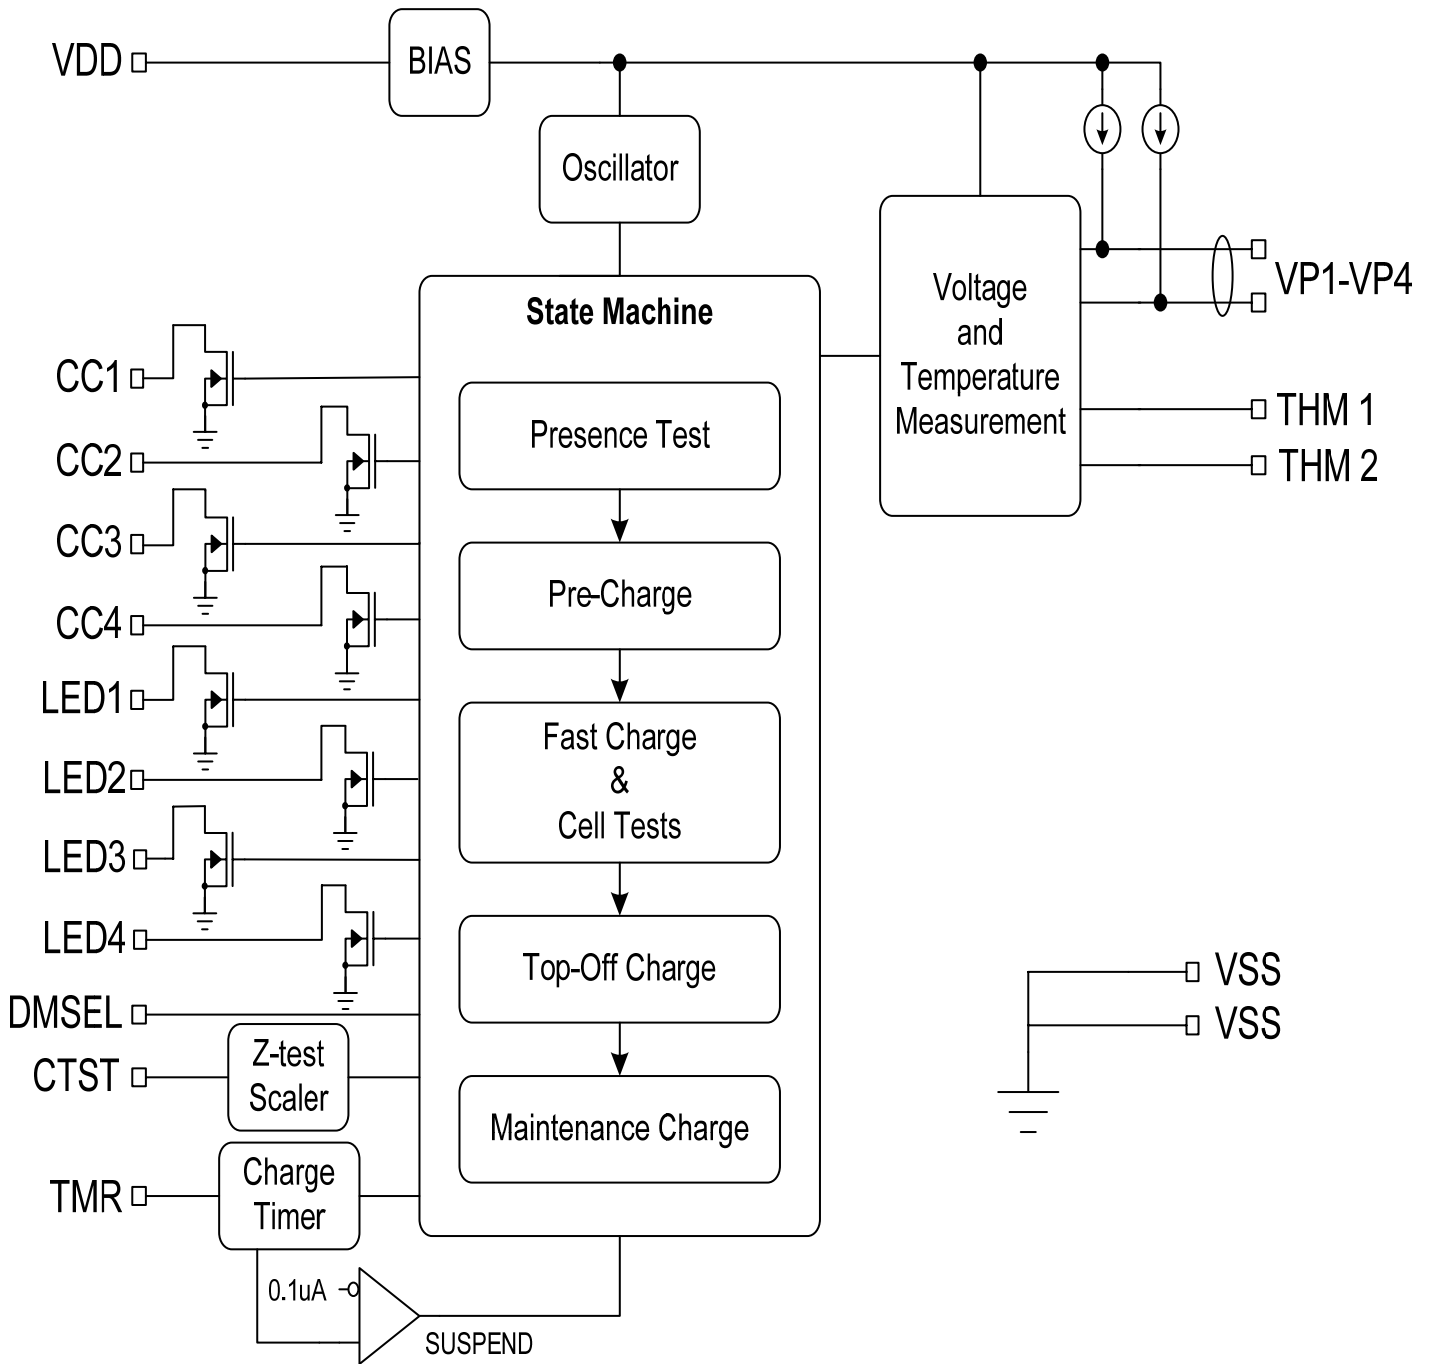 VDD
BIAS
Oscillator
State Machine
Presence Test
Pre-Charge
Fast Charge
&
Cell Tests
Top-Off Charge
Maintenance Charge
Voltage
and
Temperature
Measurement
VP1-VP4
THM 1
THM 2
CC1
CC2
CC3
CC4
LED1
LED2
LED3
LED4
DMSEL
CTST
Z-test
Scaler
TMR
Charge
Timer
0.1uA
SUSPEND
VSS
VSS